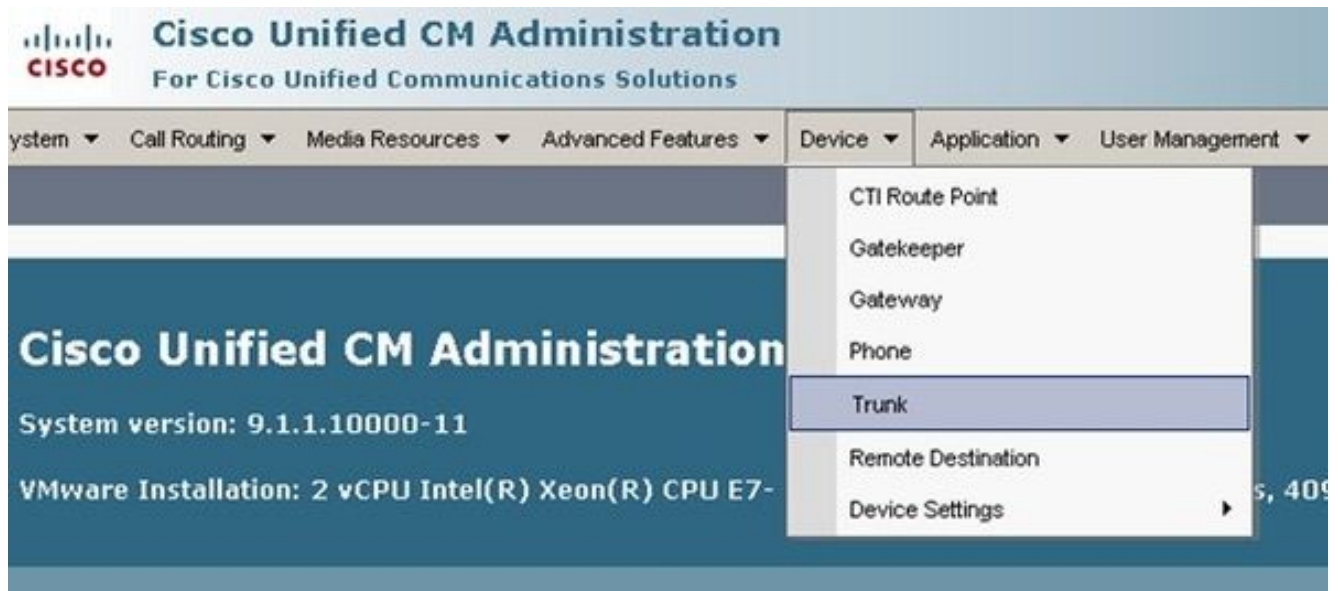 CISCO
Cisco Unified CM Administration
For Cisco Unified Communications Solutions
ystem Call Routing Media Resources Advanced Features Device Application User Management
CTI Route Point
Gatekeeper
Gateway
Phone
Trunk
Remote Destination
Device Settings
Cisco Unified CM Administration
System version: 9.1.1.10000-11
VMware Installation: 2 vCPU Intel(R) Xeon(R) CPU E7- s, 409